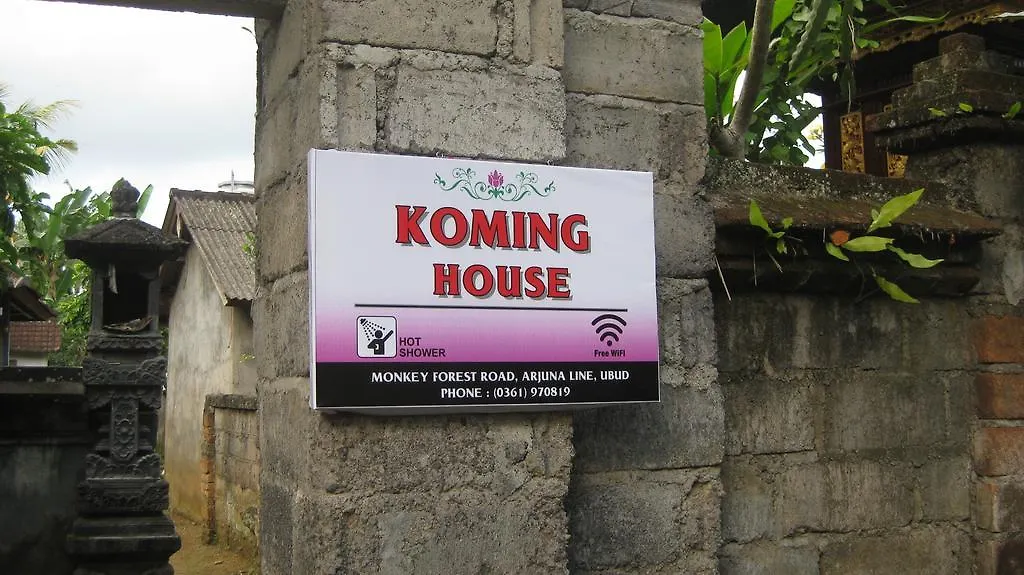 KOMING
HOUSE
HOT
SHOWER
Free WIFI
MONKEY FOREST ROAD, ARJUNA LINE, UBUD
PHONE : (0361) 970819